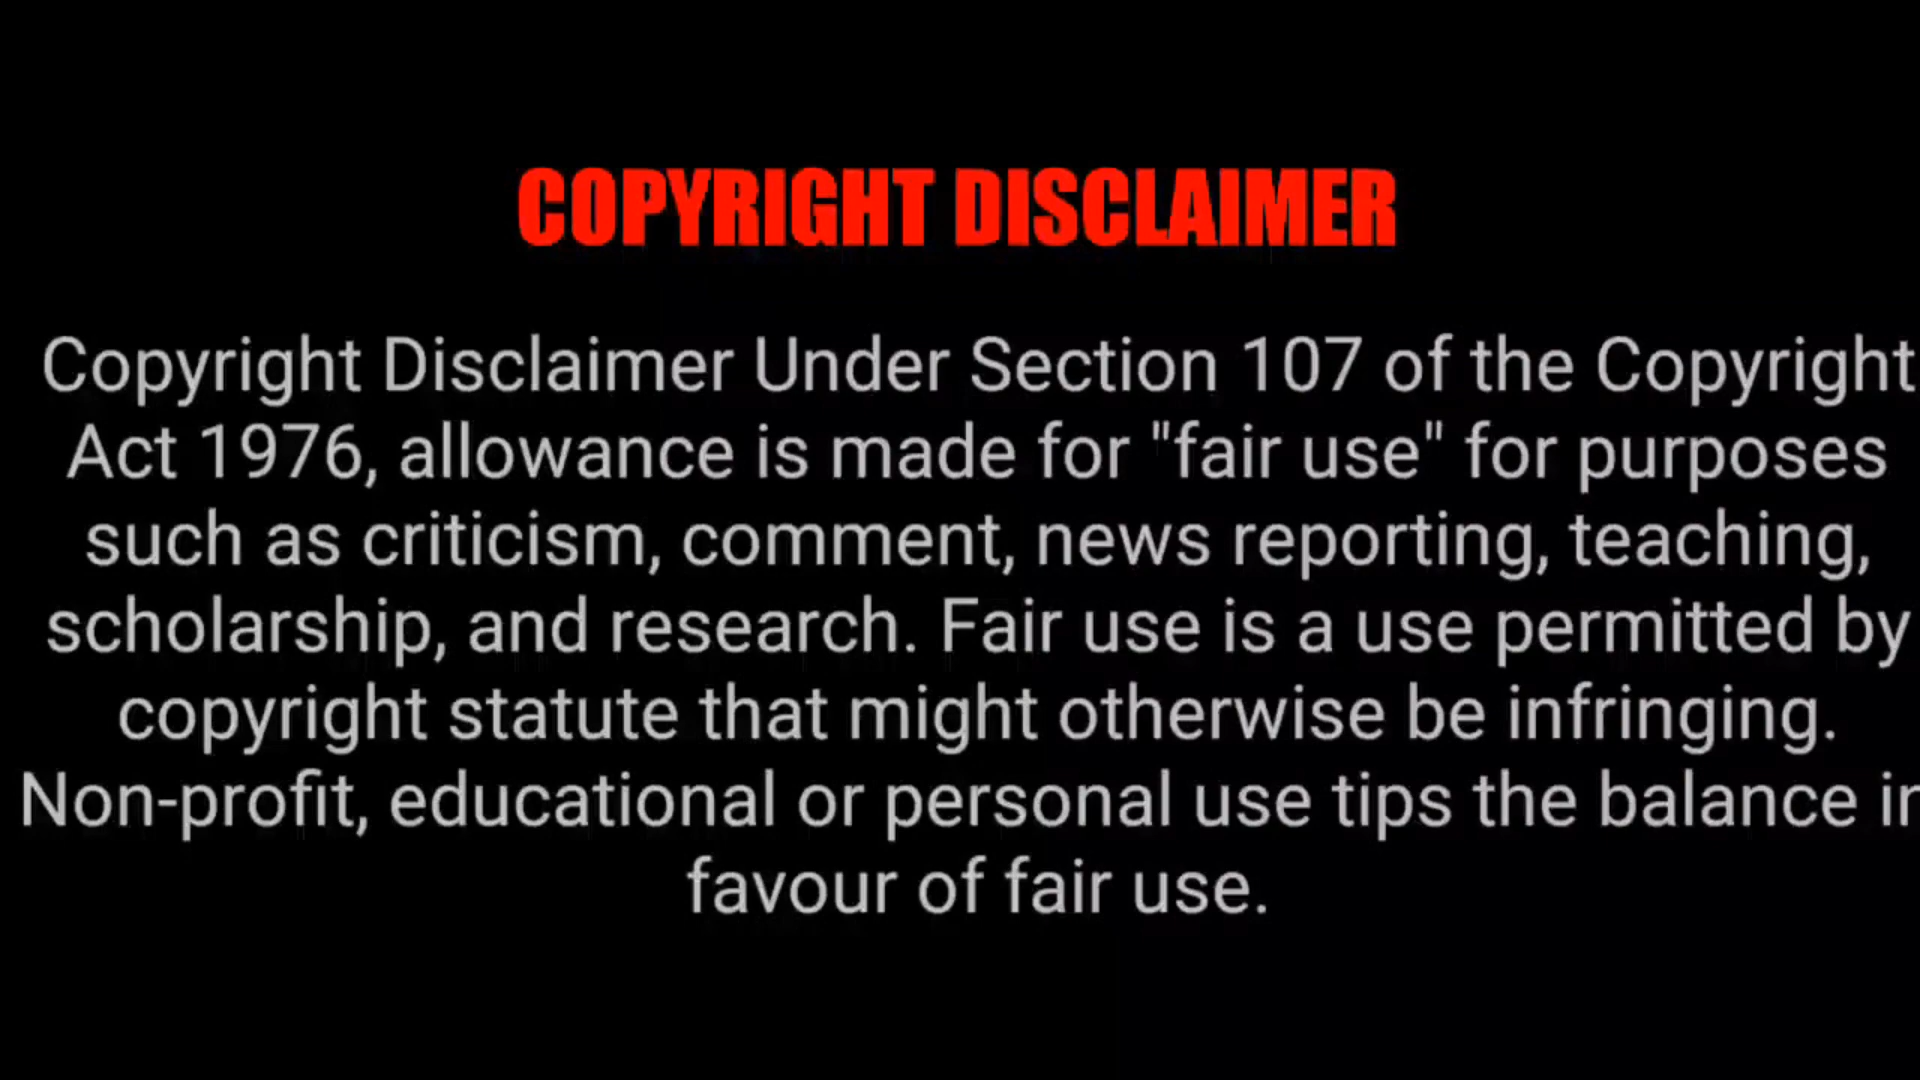 COPYRIGHT DISCLAIMER
Copyright Disclaimer Under Section 107 of the Copyright
Act 1976, allowance is made for "fair use" for purposes
such as criticism, comment, news reporting, teaching,
scholarship, and research. Fair use is a use permitted by
copyright statute that might otherwise be infringing.
Non-profit, educational or personal use tips the balance in
favour of fair use.